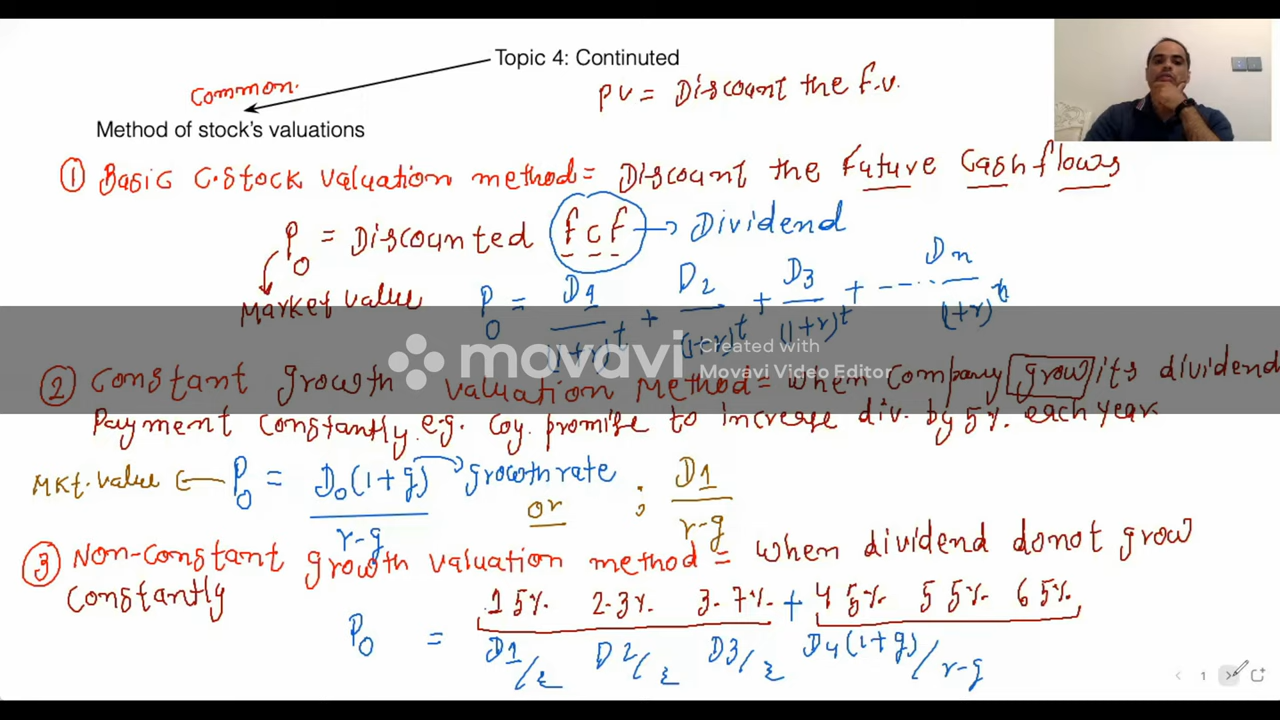 Topic 4: Continuted
Common.
PV = Discount the f.v.
Method of stock's valuations
① Basic C.stock valuation method = Discount the Future Cash flows
P0 = Discounted fcf → Dividend
Market value
P0 = D1/(1+r)^t + D2/(1+r)^t + D3/(1+r)^t + ----... Dn/(1+r)^t
movavi
Created with
Movavi Video Editor
② Constant growth valuation Method = when Company grow its dividend
Payment constantly. e.g. Coy. promise to increase div. by 5%. each year.
Mkt. value ← P0 = D0(1+g)/r-g → growth rate or ; D1/r-g
③ Non-Constant growth valuation method = when dividend donot grow
constantly
1 5%. 2.3%. 3.7%. + 4 5%. 5 5%. 6 5%.
P0 = D1/ D2/ D3/ D4(1+g)/r-g
1